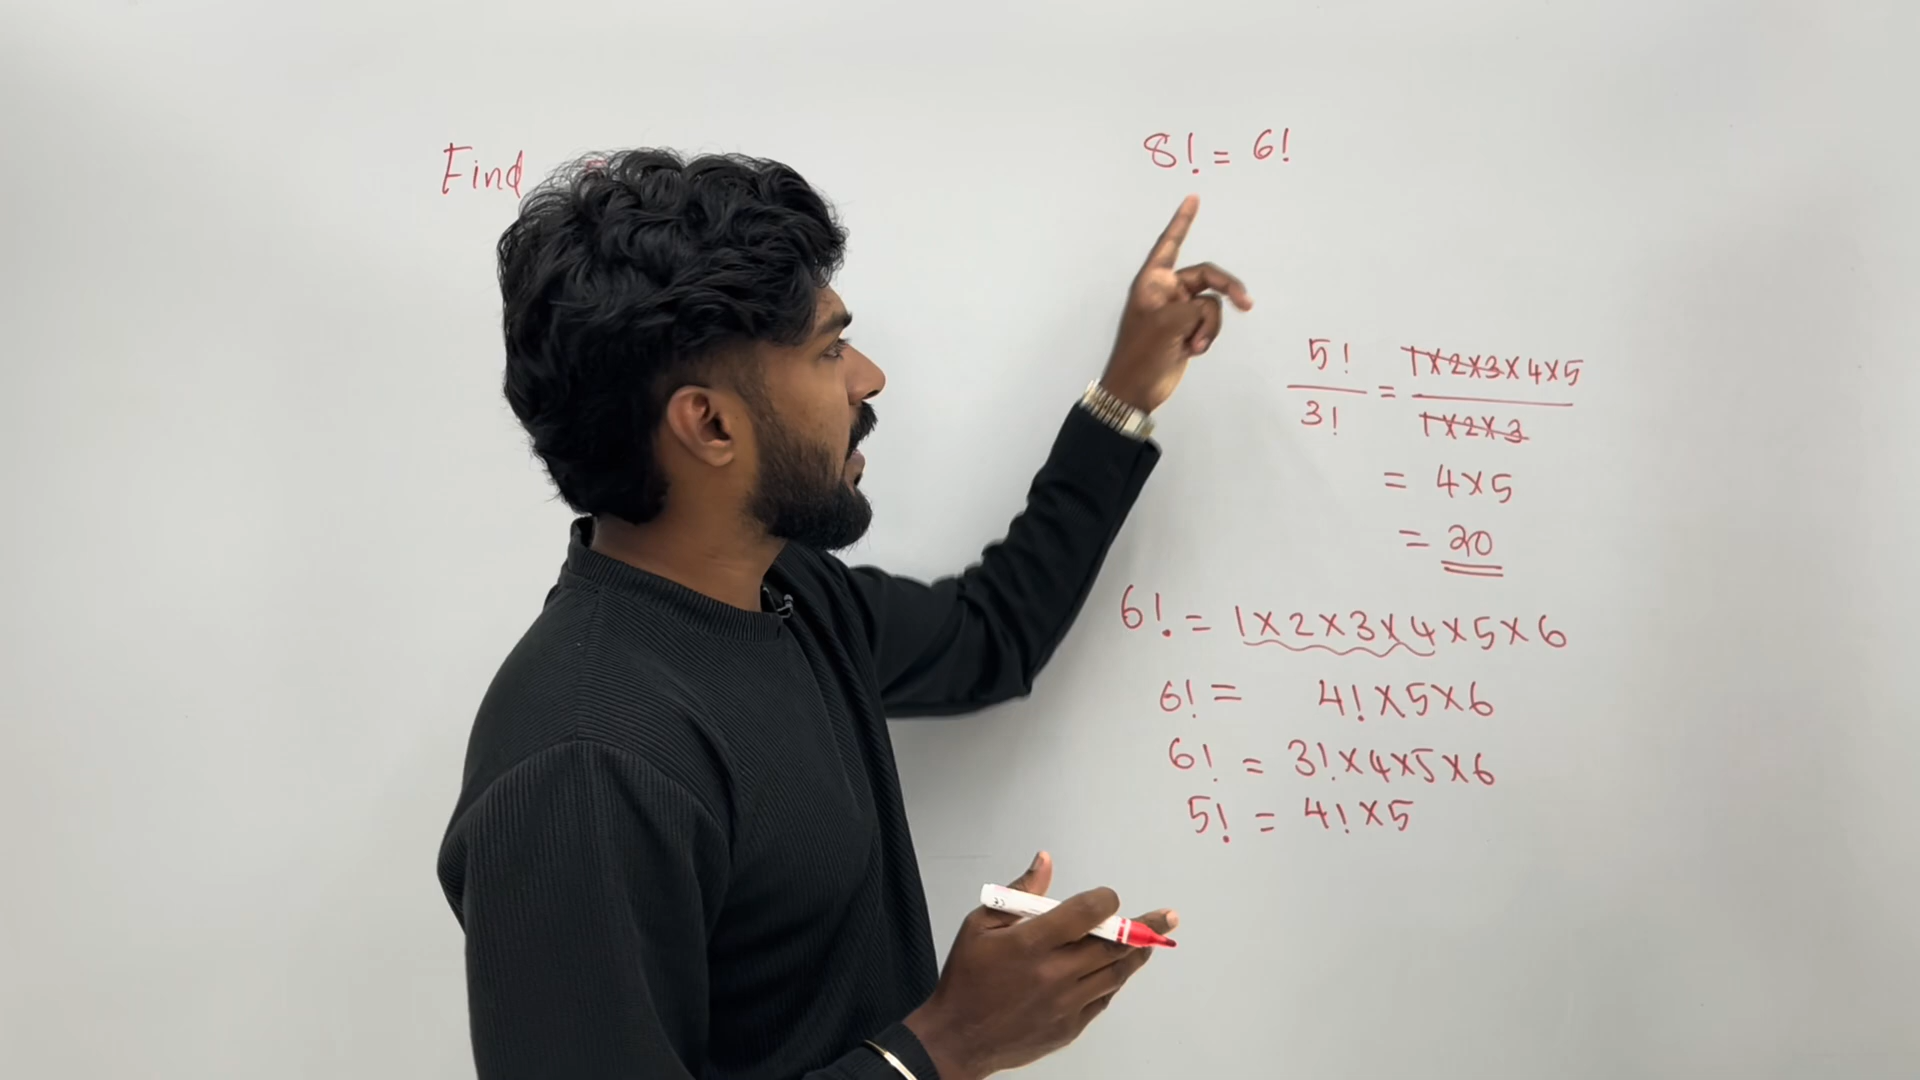 Find
8! = 6!
5! / 3! = 1×2×3×4×5 / 1×2×3
= 4×5
= 20
6! = 1×2×3×4×5×6
6! = 4!×5×6
6! = 3!×4×5×6
5! = 4!×5